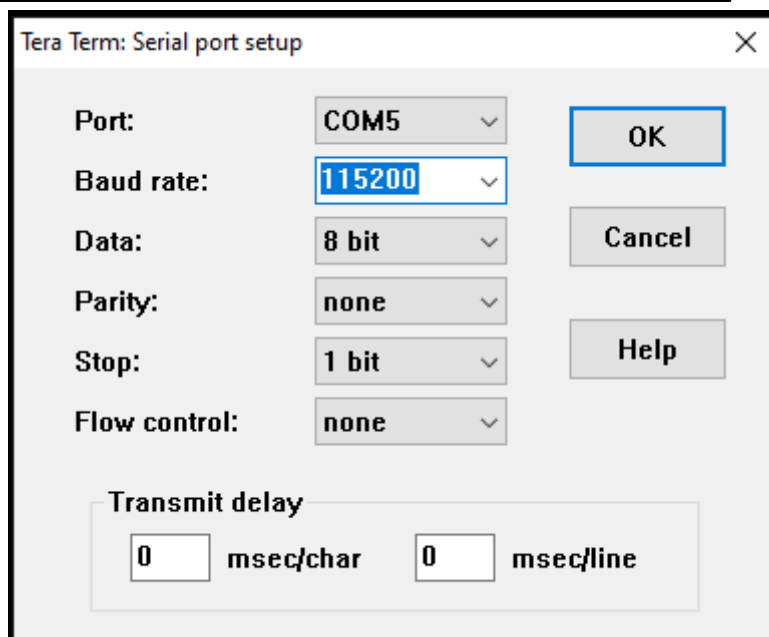 Tera Term: Serial port setup
Port: COM5
OK
Baud rate: 115200
Data: 8 bit
Cancel
Parity: none
Stop: 1 bit
Help
Flow control: none
Transmit delay
0 msec/char 0 msec/line